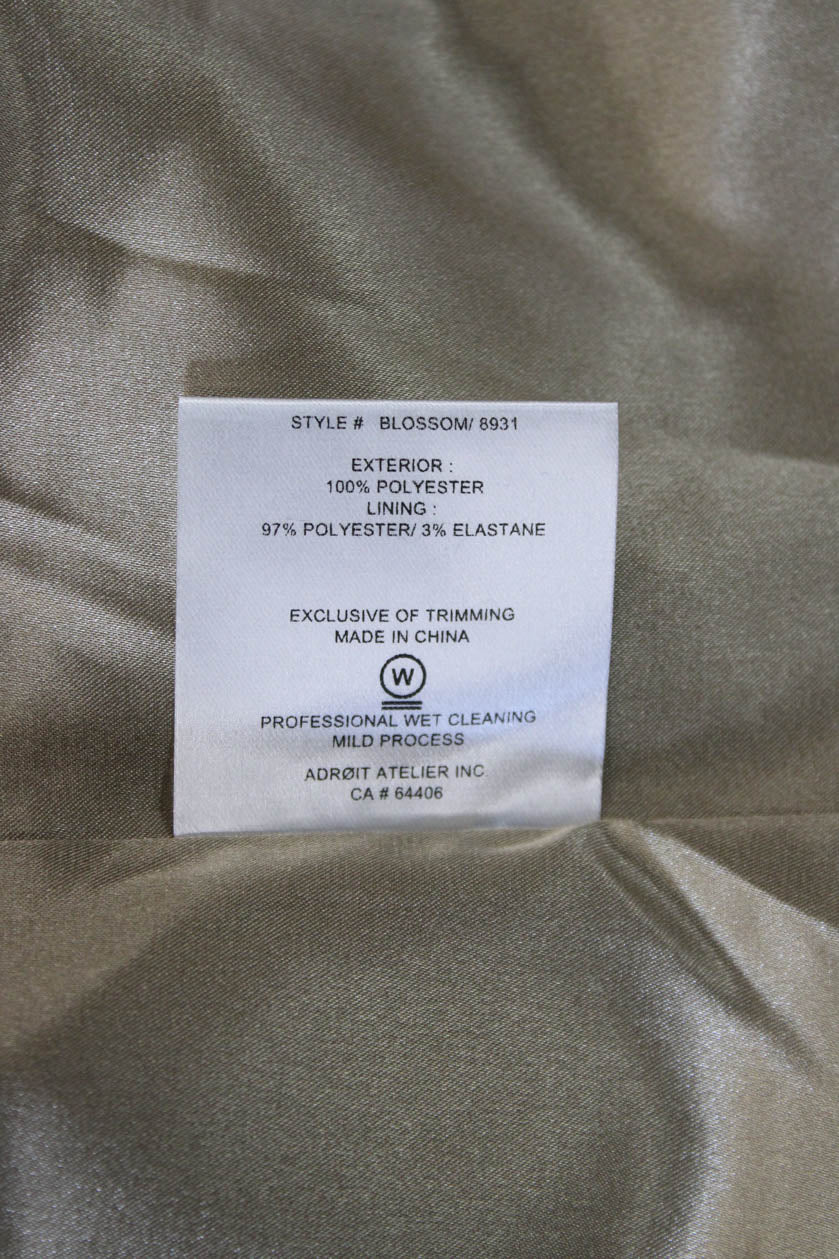 STYLE # BLOSSOM/ 8931
EXTERIOR :
100% POLYESTER
LINING :
97% POLYESTER/ 3% ELASTANE
EXCLUSIVE OF TRIMMING
MADE IN CHINA
W
PROFESSIONAL WET CLEANING
MILD PROCESS
ADRØIT ATELIER INC
CA # 64406